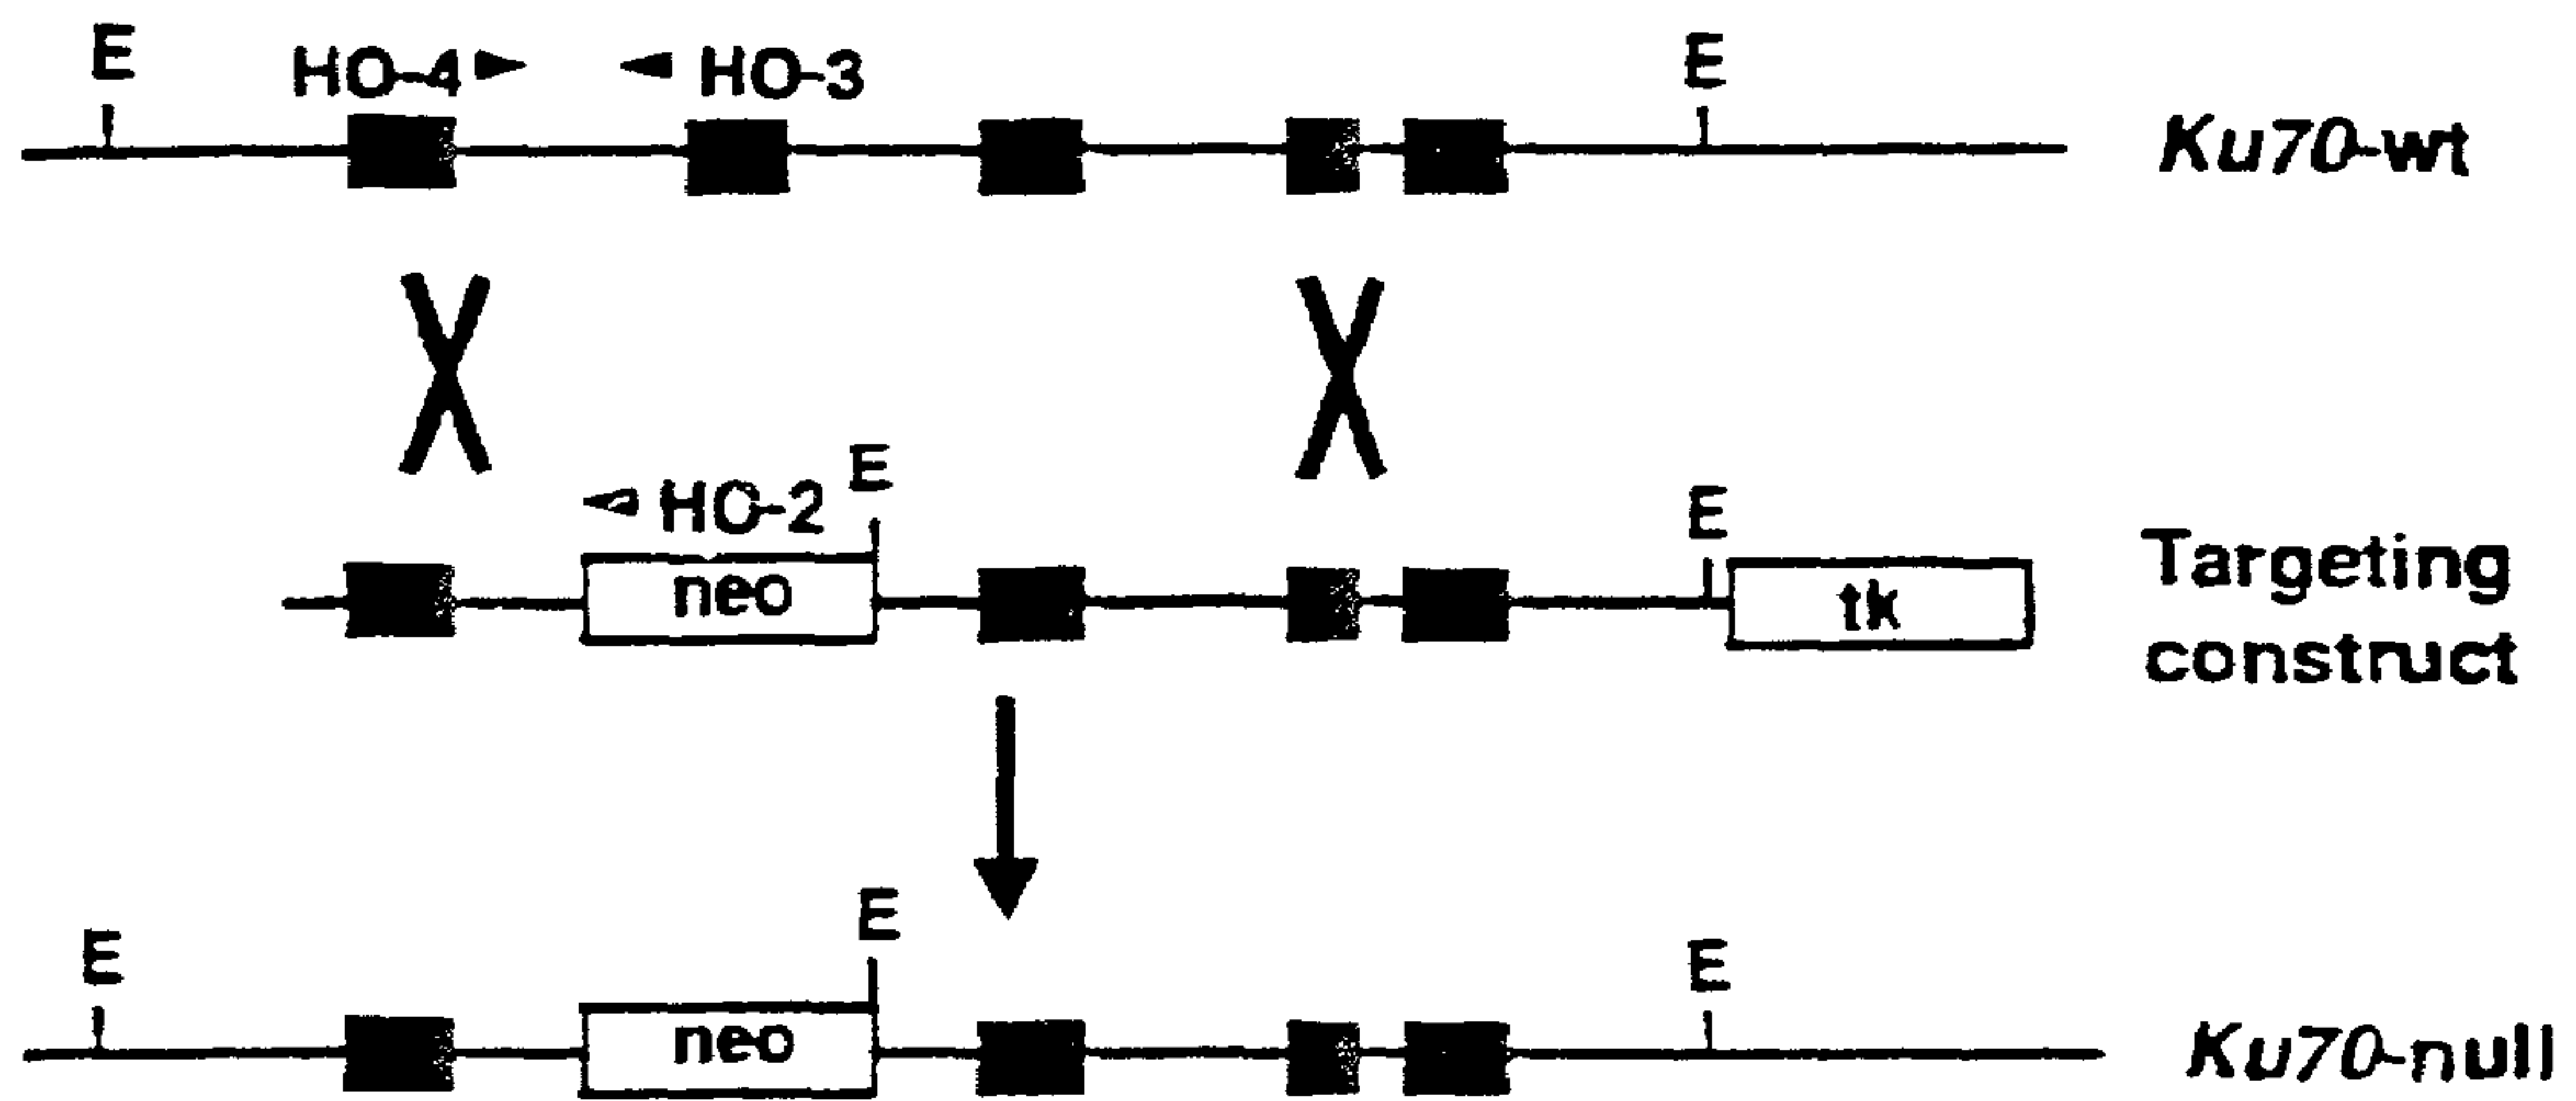 E HO-4 HO-3 E
Ku70-wt
HO-2 E E
neo tk
Targeting
construct
E E E
neo
Ku70-null